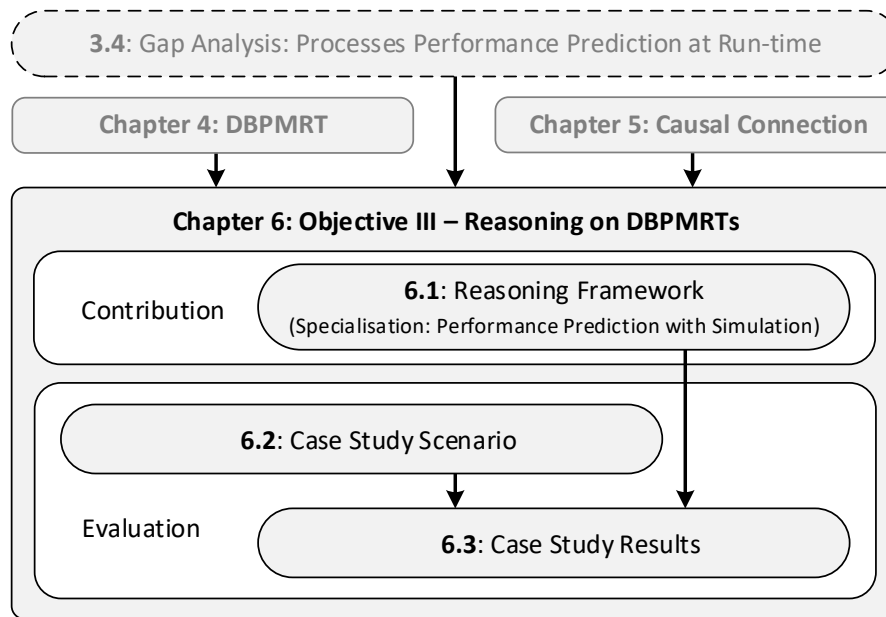 3.4: Gap Analysis: Processes Performance Prediction at Run-time
Chapter 4: DBPMRT
Chapter 5: Causal Connection
Chapter 6: Objective III – Reasoning on DBPMRTs
Contribution
6.1: Reasoning Framework
(Specialisation: Performance Prediction with Simulation)
6.2: Case Study Scenario
Evaluation
6.3: Case Study Results